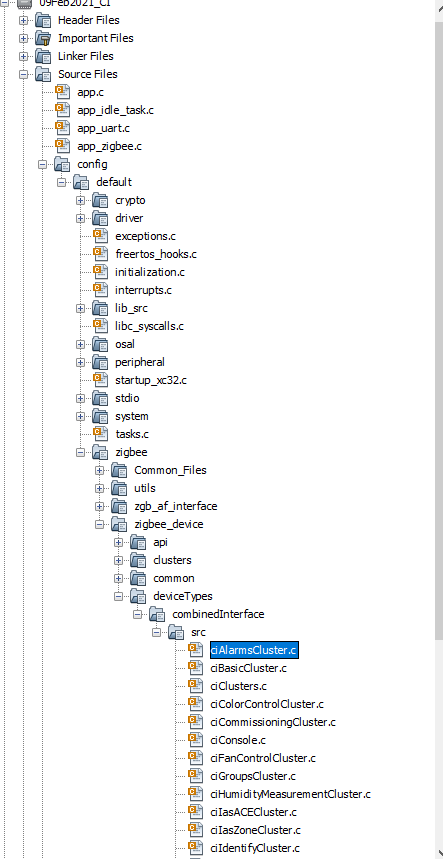 09Feb2021_CI
Header Files
Important Files
Linker Files
Source Files
app.c
app_idle_task.c
app_uart.c
app_zigbee.c
config
default
crypto
driver
exceptions.c
freertos_hooks.c
initialization.c
interrupts.c
lib_src
libc_syscalls.c
osal
peripheral
startup_xc32.c
stdio
system
tasks.c
zigbee
Common_Files
utils
zgb_af_interface
zigbee_device
api
clusters
common
deviceTypes
combinedInterface
src
ciAlarmsCluster.c
ciBasicCluster.c
ciClusters.c
ciColorControlCluster.c
ciCommissioningCluster.c
ciConsole.c
ciFanControlCluster.c
ciGroupsCluster.c
ciHumidityMeasurementCluster.c
ciIasACECluster.c
ciIasZoneCluster.c
ciIdentifyCluster.c